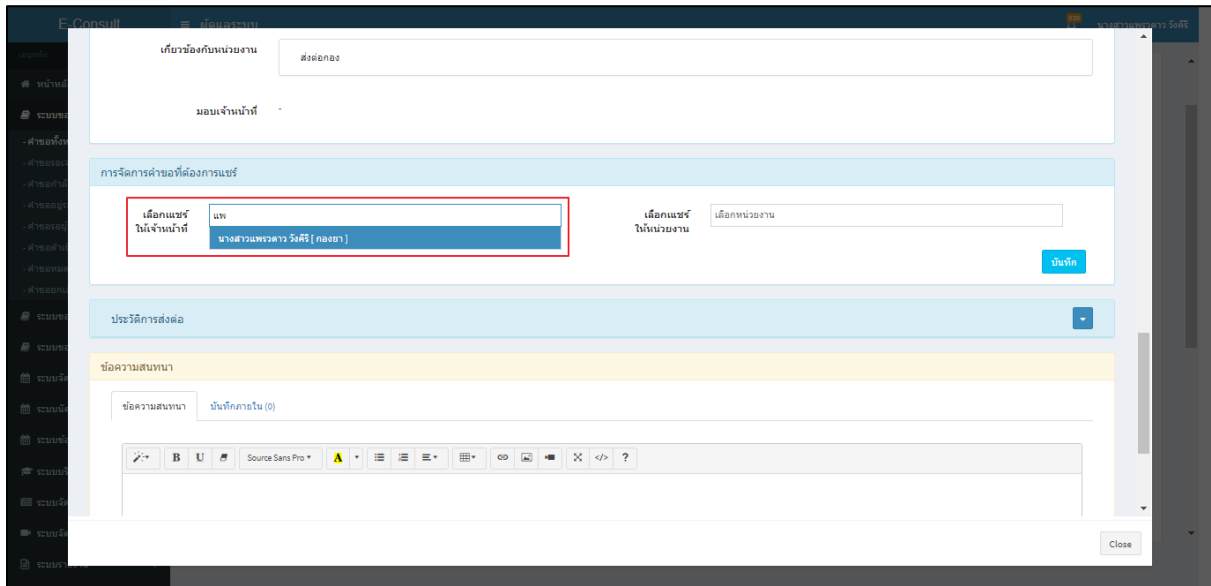 E-Consult
ผู้ดูแลระบบ
นางสาวแพรวดาว วังคีรี
เมนูหลัก
เกี่ยวข้องกับหน่วยงาน
ส่งต่อกอง
มอบเจ้าหน้าที่
-
การจัดการคำขอที่ต้องการแชร์
เลือกแชร์
ให้เจ้าหน้าที่
แพ
นางสาวแพรวดาว วังคีรี [ กองยา ]
เลือกแชร์
ให้หน่วยงาน
เลือกหน่วยงาน
บันทึก
ประวัติการส่งต่อ
ข้อความสนทนา
ข้อความสนทนา
บันทึกภายใน (0)
B U
Source Sans Pro
A
</>
?
Close